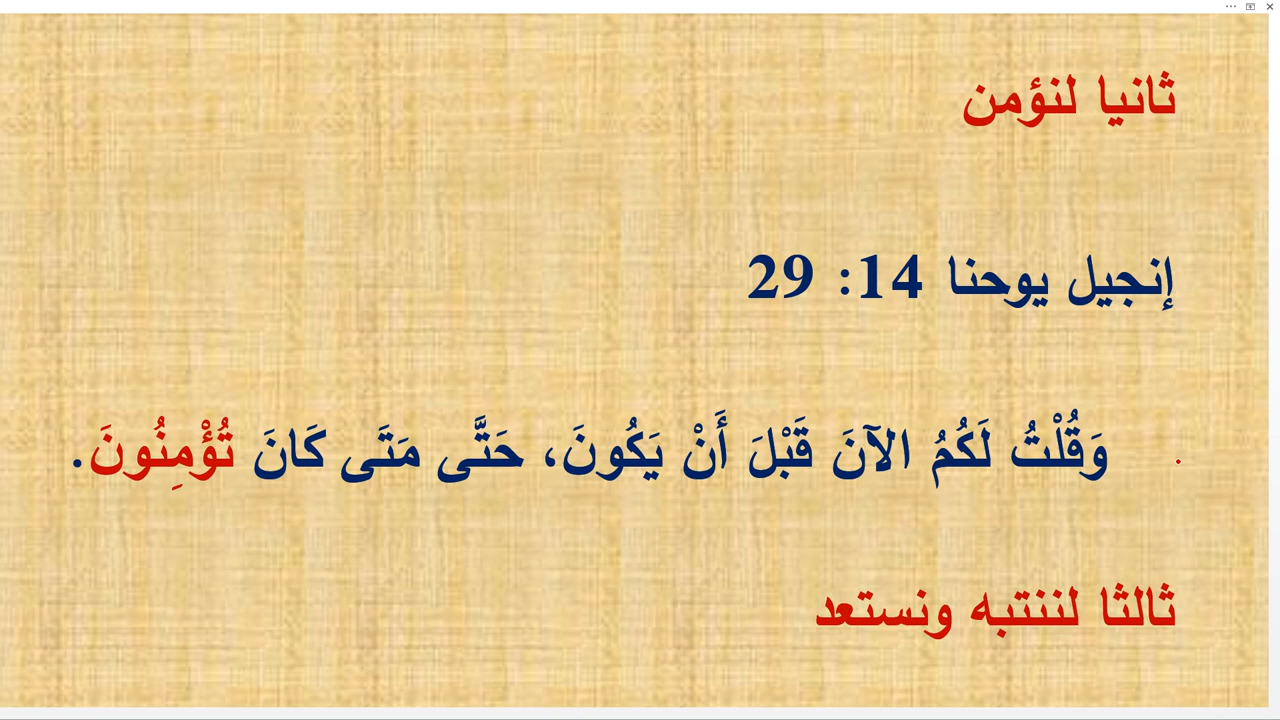 ثانيا لنؤمن
إنجيل يوحنا 14: 29
وَقُلْتُ لَكُمُ الآنَ قَبْلَ أَنْ يَكُونَ، حَتَّى مَتَى كَانَ تُؤْمِنُونَ.
ثالثا لننتبه ونستعد